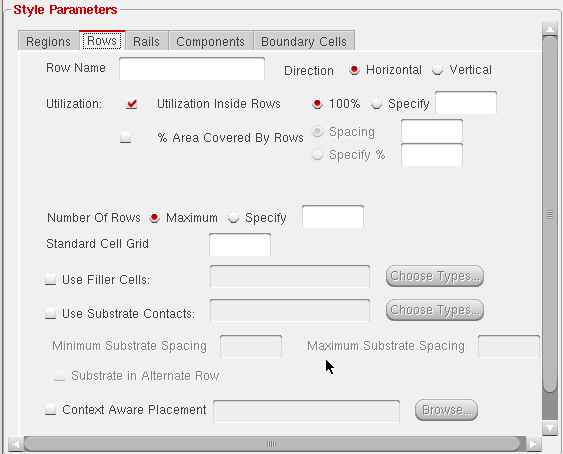 Style Parameters
Regions Rows Rails Components Boundary Cells
Row Name Direction Horizontal Vertical
Utilization: Utilization Inside Rows 100% Specify
% Area Covered By Rows Spacing
Specify %
Number Of Rows Maximum Specify
Standard Cell Grid
Use Filler Cells: Choose Types...
Use Substrate Contacts: Choose Types...
Minimum Substrate Spacing Maximum Substrate Spacing
Substrate in Alternate Row
Context Aware Placement Browse...